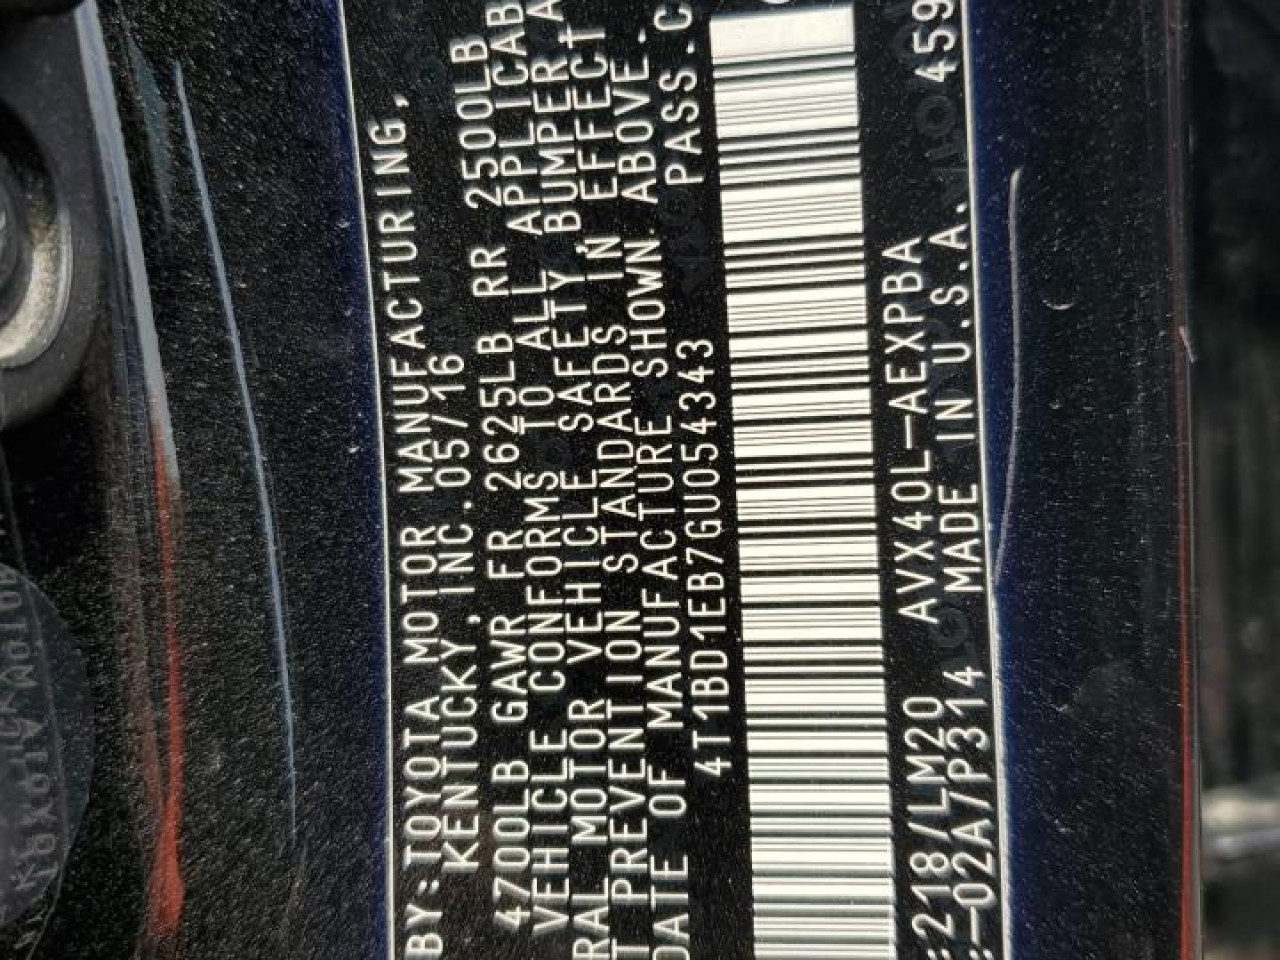 BY:TOYOTA MOTOR MANUFACTURING,
KENTUCKY, INC. 05/16
4700LB GAWR FR 2625LB RR 2500LB
VEHICLE CONFORMS TO ALL APPLICAB
RAL MOTOR VEHICLE SAFETY, BUMPER, A
T PREVENTION STANDARDS IN EFFECT
DATE OF MANUFACTURE SHOWN ABOVE.
4T1BD1EB7GU054343 PASS.C
:218/LM20 AVX40L-AEXPBA
:-02A7P314 MADE IN U.S.A. 459